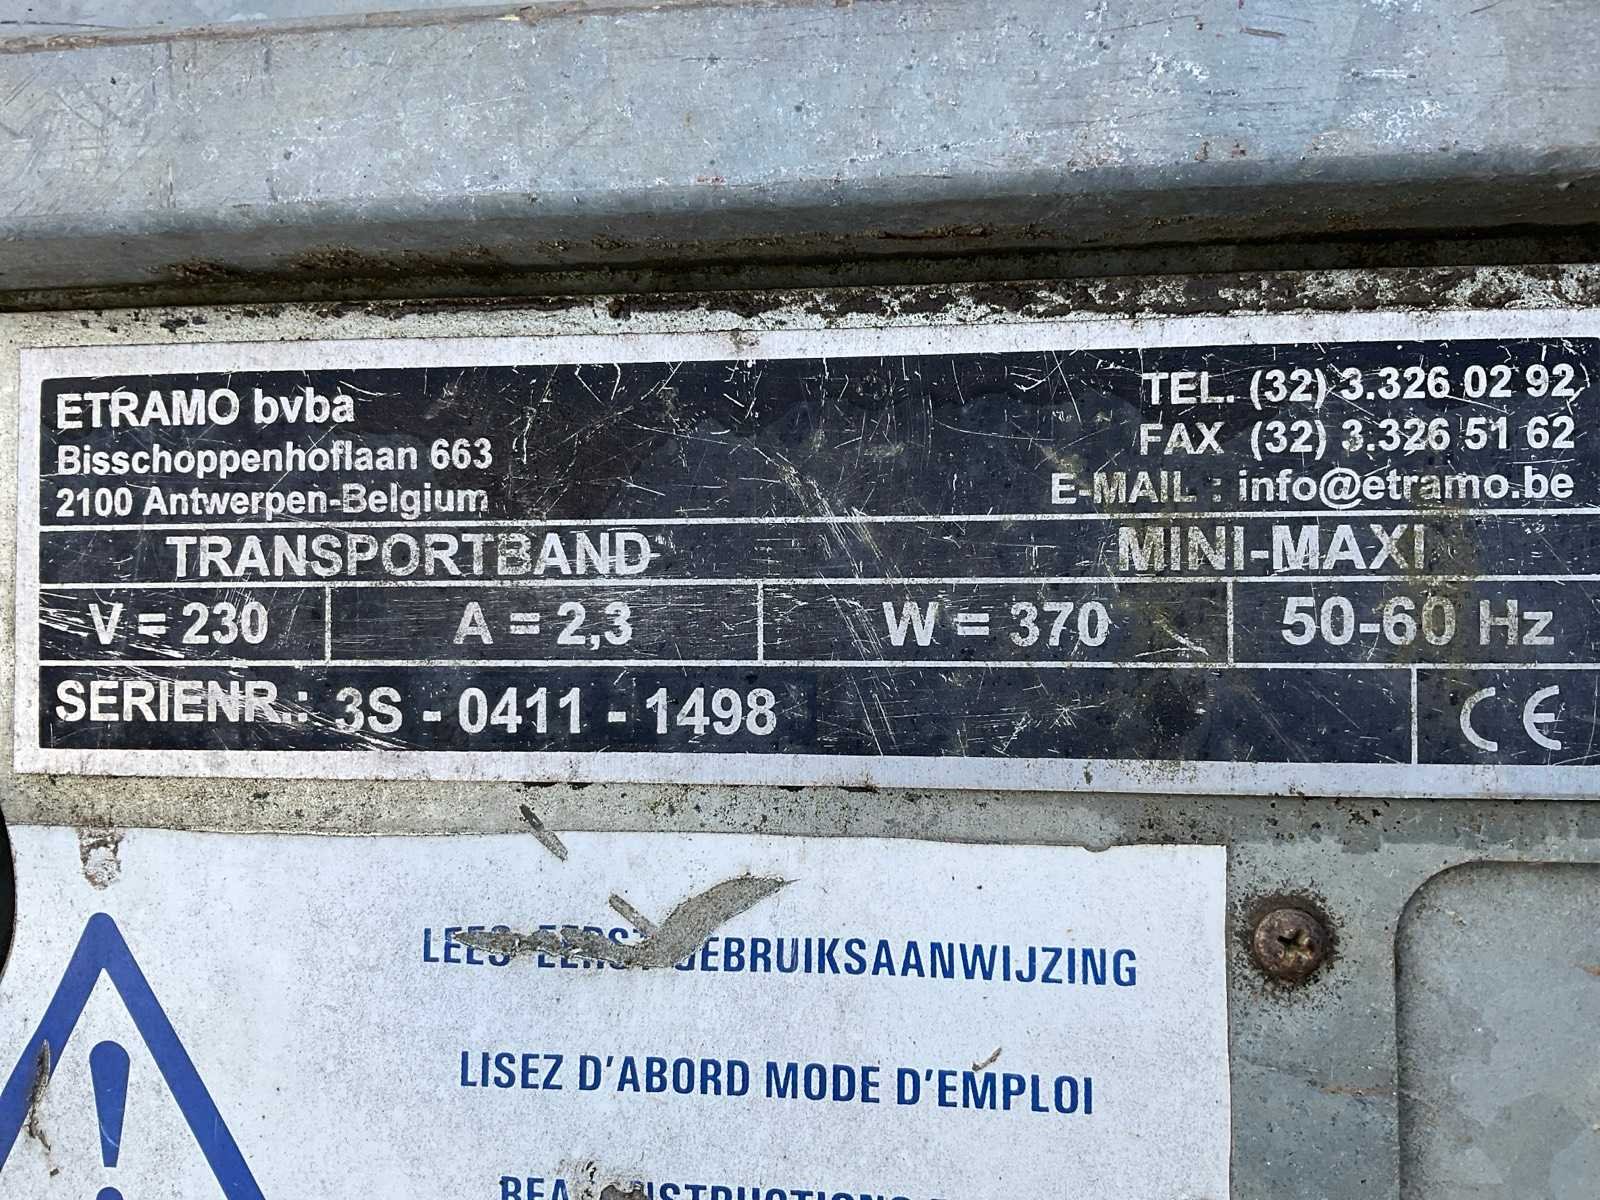 ETRAMO bvba
Bisschoppenhoflaan 663
2100 Antwerpen-Belgium
TEL. (32) 3.326 02 92
FAX (32) 3.326 51 62
E-MAIL : info@etramo.be
TRANSPORTBAND MINI-MAXI
V = 230 A = 2,3 W = 370 50-60 Hz
SERIENR.: 3S - 0411 - 1498 CE
LEES EERST GEBRUIKSAANWIJZING
LISEZ D'ABORD MODE D'EMPLOI